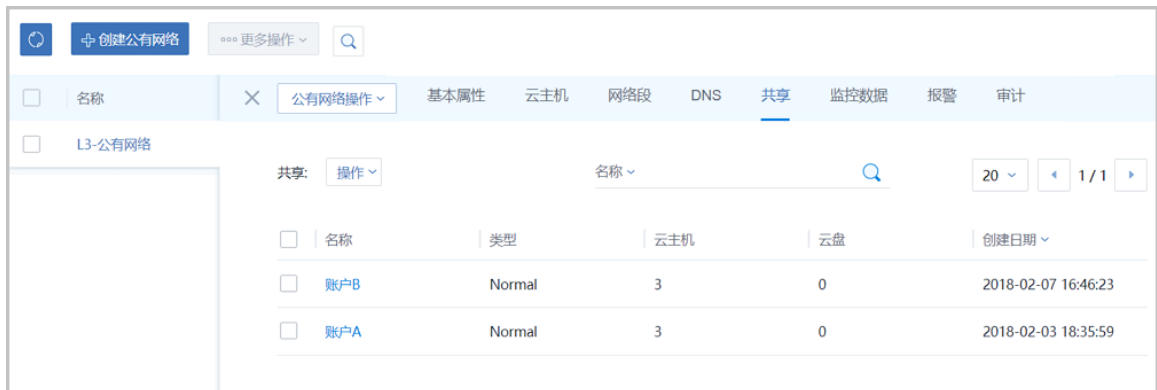 创建公有网络 更多操作
名称 公有网络操作 基本属性 云主机 网络段 DNS 共享 监控数据 报警 审计
L3-公有网络
共享: 操作 名称 20 1 / 1
名称 类型 云主机 云盘 创建日期
账户B Normal 3 0 2018-02-07 16:46:23
账户A Normal 3 0 2018-02-03 18:35:59